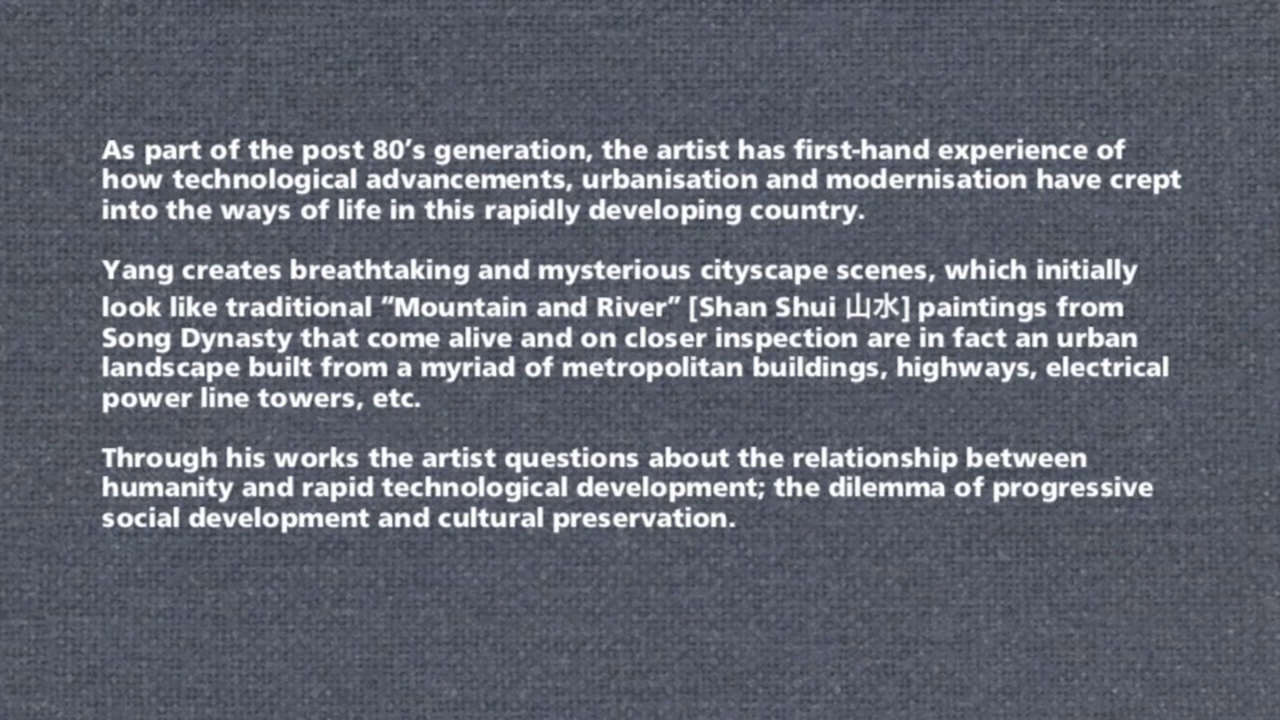 As part of the post 80’s generation, the artist has first-hand experience of
how technological advancements, urbanisation and modernisation have crept
into the ways of life in this rapidly developing country.
Yang creates breathtaking and mysterious cityscape scenes, which initially
look like traditional “Mountain and River” [Shan Shui 山水] paintings from
Song Dynasty that come alive and on closer inspection are in fact an urban
landscape built from a myriad of metropolitan buildings, highways, electrical
power line towers, etc.
Through his works the artist questions about the relationship between
humanity and rapid technological development; the dilemma of progressive
social development and cultural preservation.